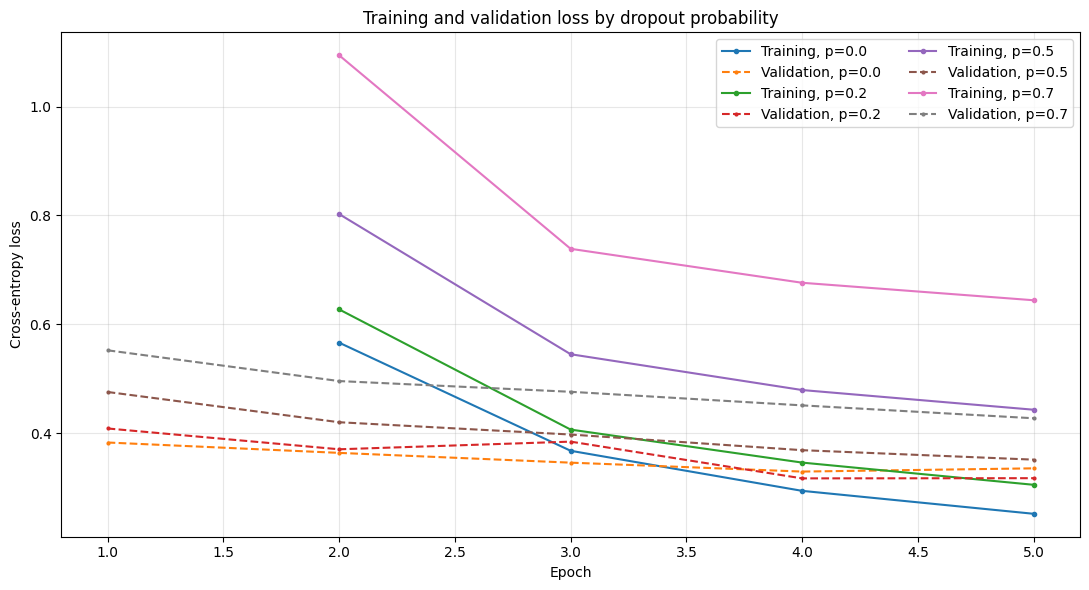 Training and validation loss by dropout probability
Training, p=0.0
Validation, p=0.0
Training, p=0.2
Validation, p=0.2
Training, p=0.5
Validation, p=0.5
Training, p=0.7
Validation, p=0.7
Cross-entropy loss
1.0
0.8
0.6
0.4
1.0 1.5 2.0 2.5 3.0 3.5 4.0 4.5 5.0
Epoch